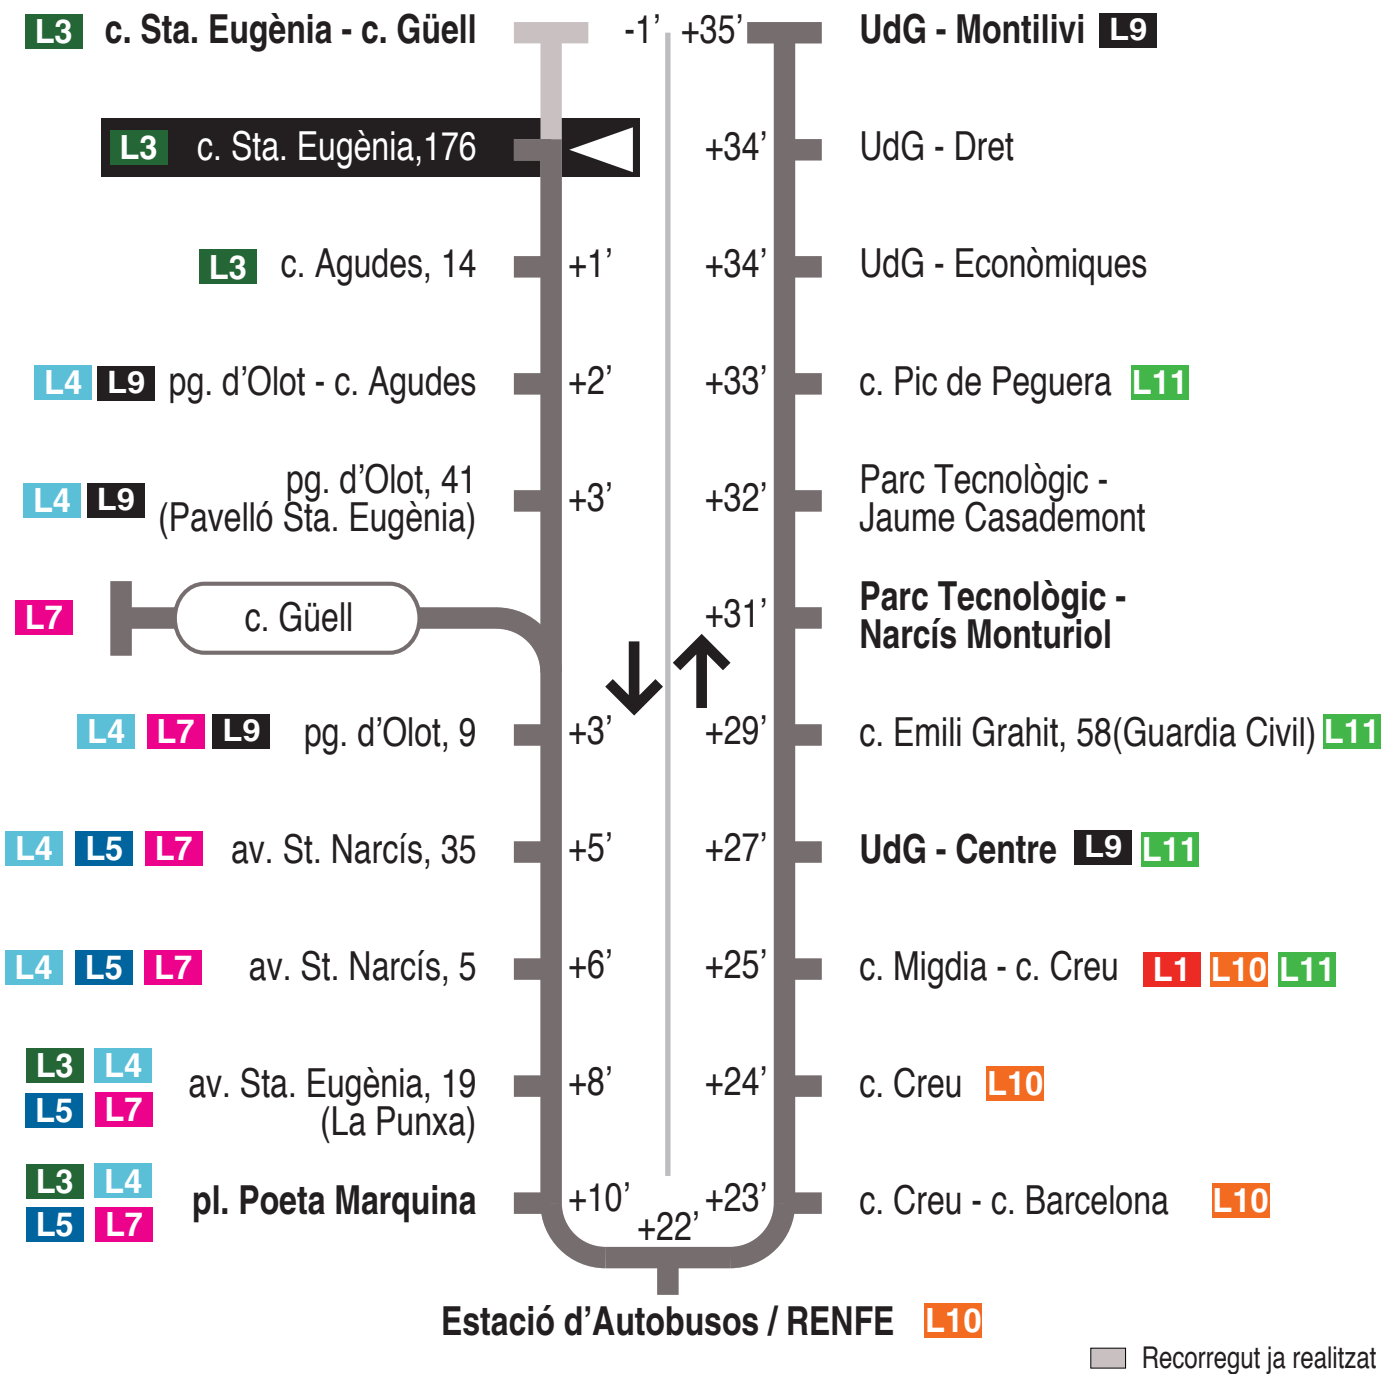 L3 c. Sta. Eugènia - c. Güell -1’
L3 c. Sta. Eugènia,176
L3 c. Agudes, 14 +1’
L4 L9 pg. d’Olot - c. Agudes +2’
L4 L9 pg. d’Olot, 41 +3’
(Pavelló Sta. Eugènia)
L7 c. Güell
L4 L7 L9 pg. d’Olot, 9 +3’
L4 L5 L7 av. St. Narcís, 35 +5’
L4 L5 L7 av. St. Narcís, 5 +6’
L3 L4
L5 L7
av. Sta. Eugènia, 19 +8’
(La Punxa)
L3 L4
L5 L7
pl. Poeta Marquina +10’
+22’
Estació d’Autobusos / RENFE L10
+35’ UdG - Montilivi L9
+34’ UdG - Dret
+34’ UdG - Econòmiques
+33’ c. Pic de Peguera L11
+32’ Parc Tecnològic -
Jaume Casademont
+31’ Parc Tecnològic -
Narcís Monturiol
+29’ c. Emili Grahit, 58(Guardia Civil) L11
+27’ UdG - Centre L9 L11
+25’ c. Migdia - c. Creu L1 L10 L11
+24’ c. Creu L10
+23’ c. Creu - c. Barcelona L10
Recorregut ja realitzat